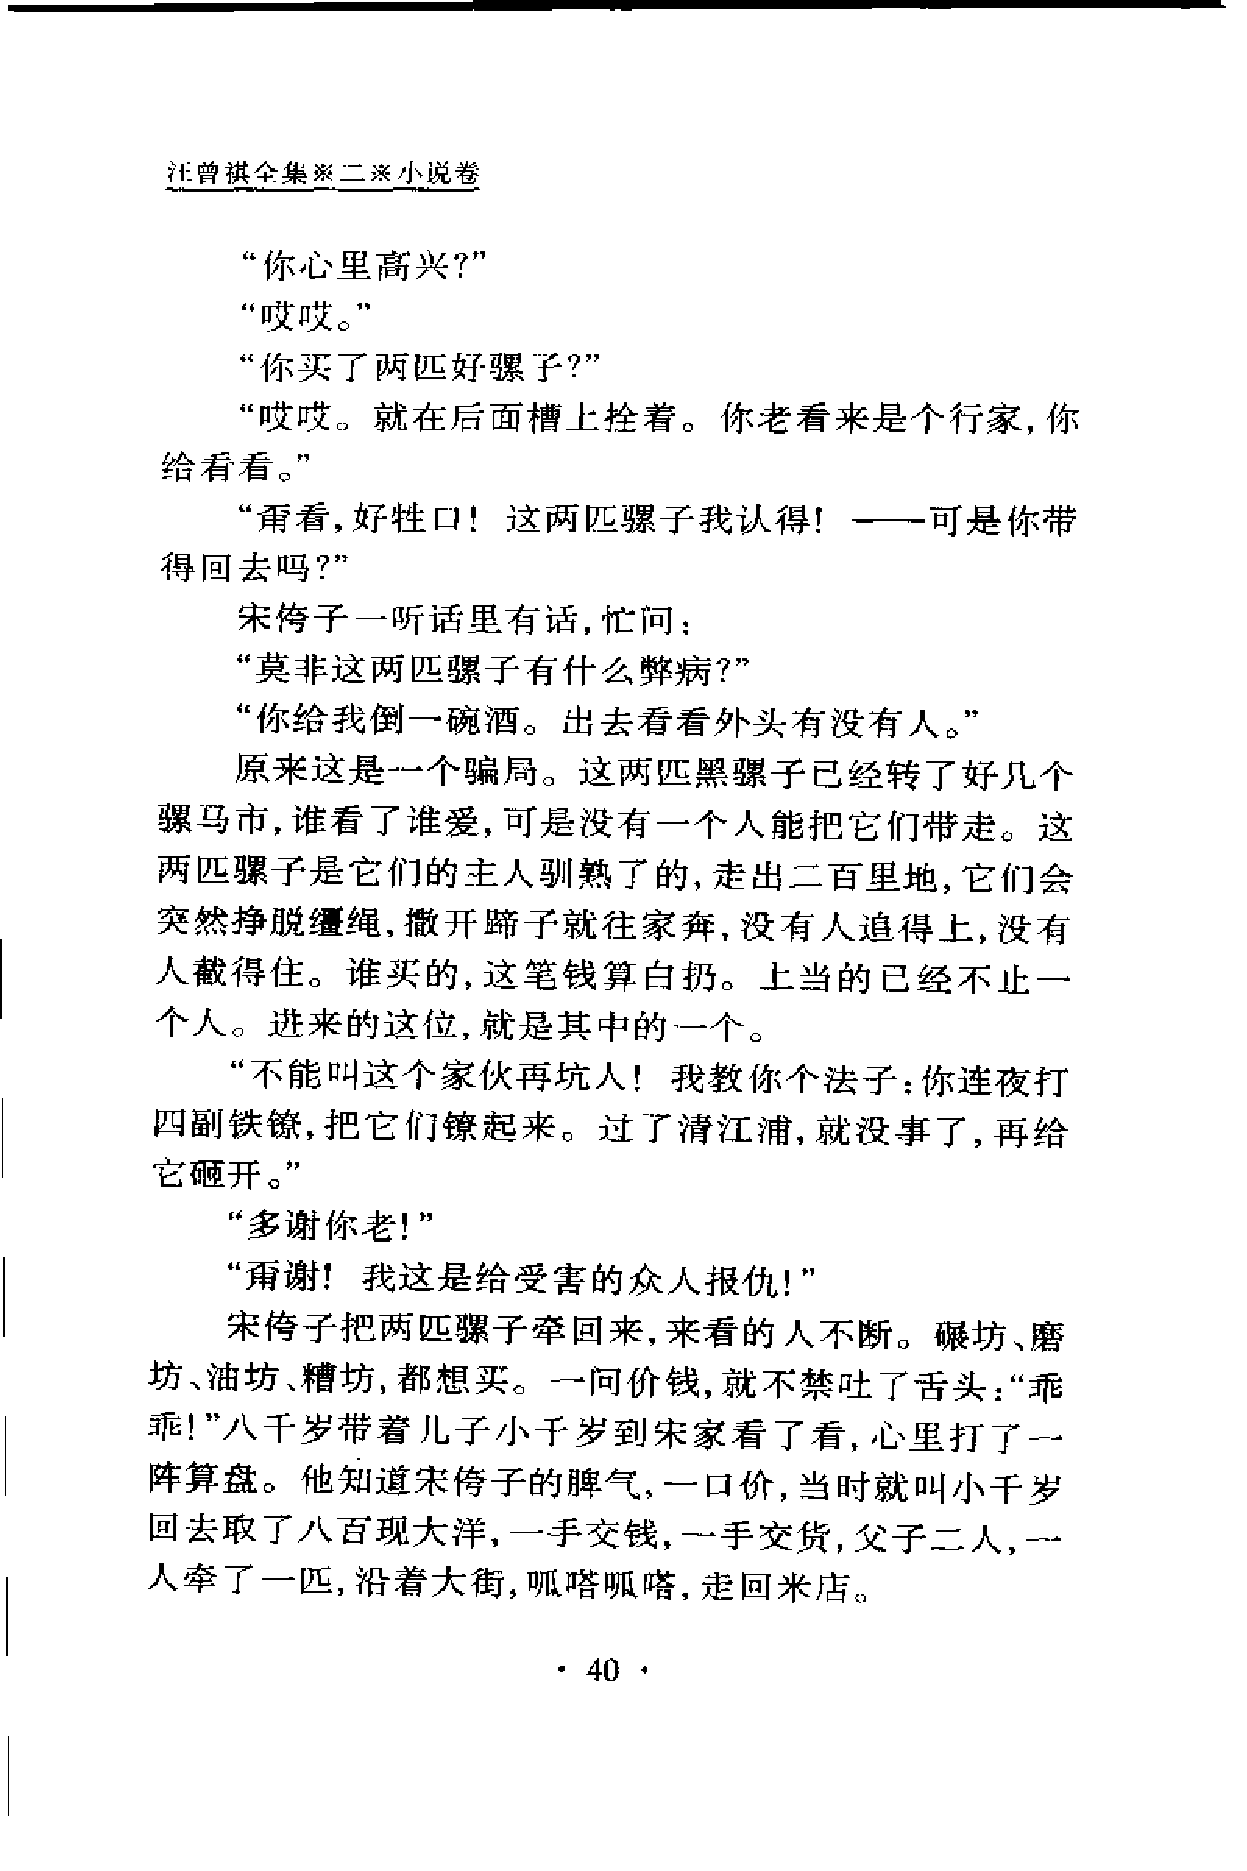 汪曾祺全集※二※小说卷
“你心里高兴?”
“哎哎。”
“你买了两匹好骡子?”
“哎哎。就在后面槽上拴着。你老看来是个行家,你
给看看。”
“甭看,好牲口! 这两匹骡子我认得! ——可是你带
得回去吗?”
宋侉子一听话里有话,忙问:
“莫非这两匹骡子有什么弊病?”
“你给我倒一碗酒。出去看看外头有没有人。”
原来这是一个骗局。这两匹黑骡子已经转了好几个
骡马市,谁看了谁爱,可是没有一个人能把它们带走。这
两匹骡子是它们的主人驯熟了的,走出二百里地,它们会
突然挣脱缰绳,撒开蹄子就往家奔,没有人追得上,没有
人截得住。谁买的,这笔钱算白扔。上当的已经不止一
个人。进来的这位,就是其中的一个。
“不能叫这个家伙再坑人! 我教你个法子:你连夜打
四副铁镣,把它们镣起来。过了清江浦,就没事了,再给
它砸开。”
“多谢你老!”
“甭谢! 我这是给受害的众人报仇!”
宋侉子把两匹骡子牵回来,来看的人不断。碾坊、磨
坊、油坊、糟坊,都想买。一问价钱,就不禁吐了舌头:“乖
乖!”八千岁带着儿子小千岁到宋家看了看,心里打了一
阵算盘。他知道宋侉子的脾气,一口价,当时就叫小千岁
回去取了八百现大洋,一手交钱,一手交货,父子二人,一
人牵了一匹,沿着大街,呱嗒呱嗒,走回米店。
· 40 ·